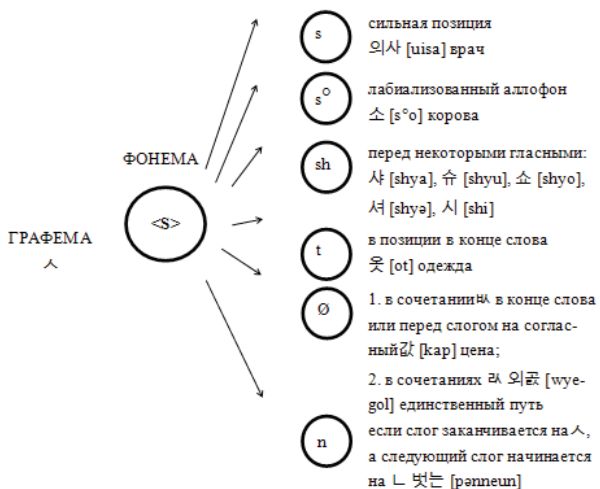 s
сильная позиция
의사 [uisa] врач
s°
лабиализованный аллофон
소 [s°o] корова
ФОНЕМА
sh
перед некоторыми гласными:
샤 [shya], 슈 [shyu], 쇼 [shyo],
셔 [shyə], 시 [shi]
<S>
ГРАФЕМА
ㅅ
t
в позиции в конце слова
옷 [ot] одежда
Ø
1. в сочетании ㅄ в конце слова
или перед слогом на соглас-
ный값 [kap] цена;
2. в сочетаниях ㄽ 외곬 [wye-
gol] единственный путь
n
если слог заканчивается на ㅅ,
а следующий слог начинается
на ㄴ 벗는 [pənneun]